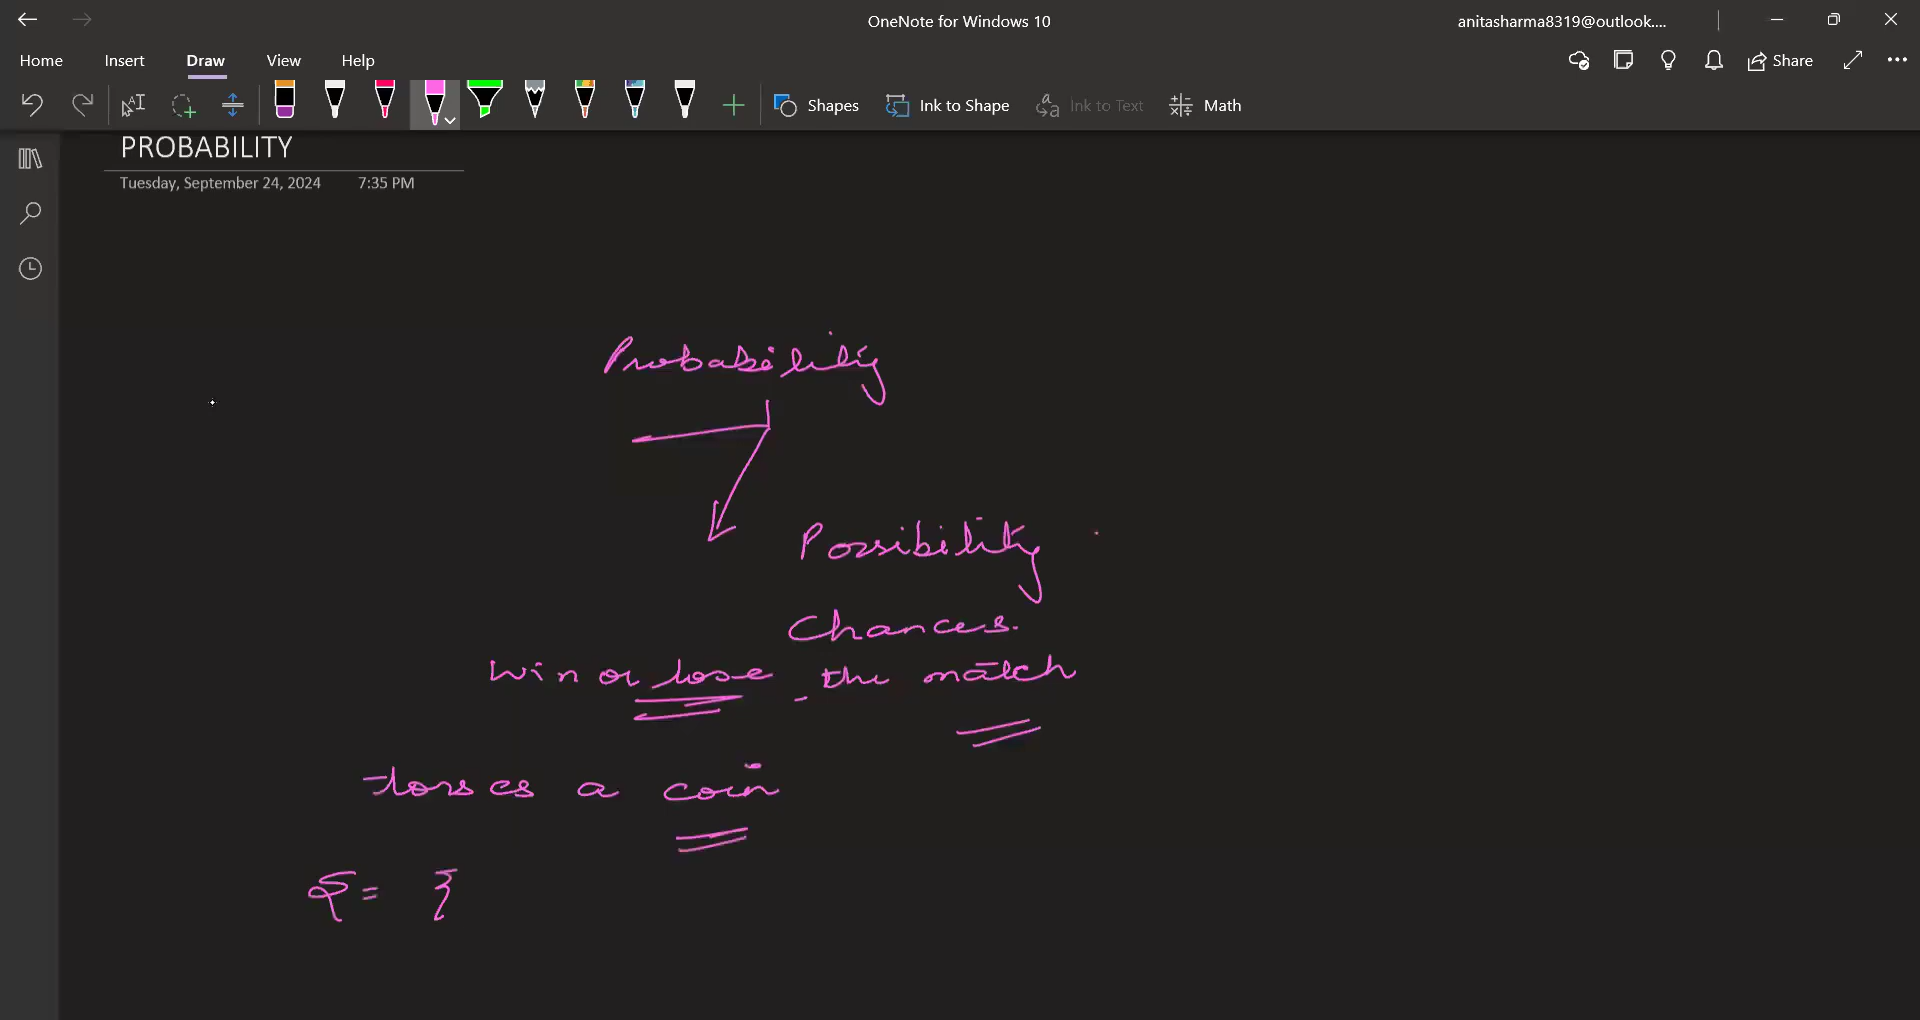 OneNote for Windows 10
anitasharma8319@outlook....
Home Insert Draw View Help
Share
Shapes Ink to Shape Ink to Text Math
PROBABILITY
Tuesday, September 24, 2024 7:35 PM
Probability
Possibility
Chances.
Win or lose the match
tosses a coin
S = {